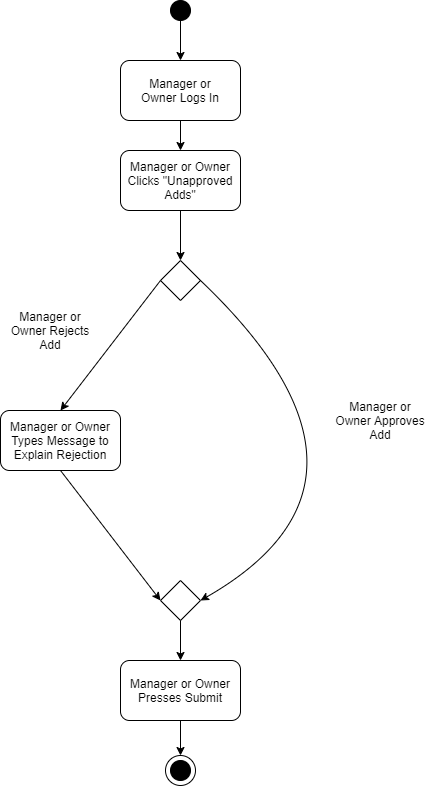 Manager or
Owner Logs In
Manager or Owner
Clicks "Unapproved
Adds"
Manager or
Owner Rejects
Add
Manager or
Owner Approves
Add
Manager or Owner
Types Message to
Explain Rejection
Manager or Owner
Presses Submit